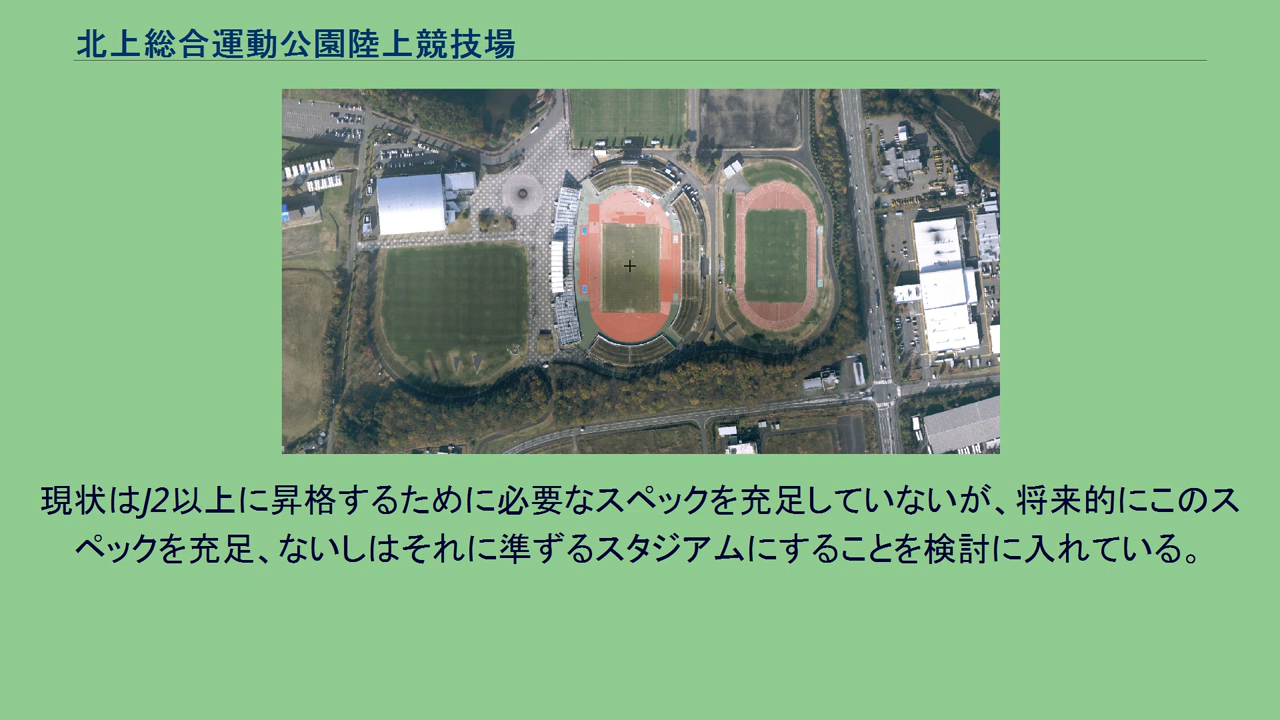 北上総合運動公園陸上競技場
現状はJ2以上に昇格するために必要なスペックを充足していないが、将来的にこのス
ペックを充足、ないしはそれに準ずるスタジアムにすることを検討に入れている。